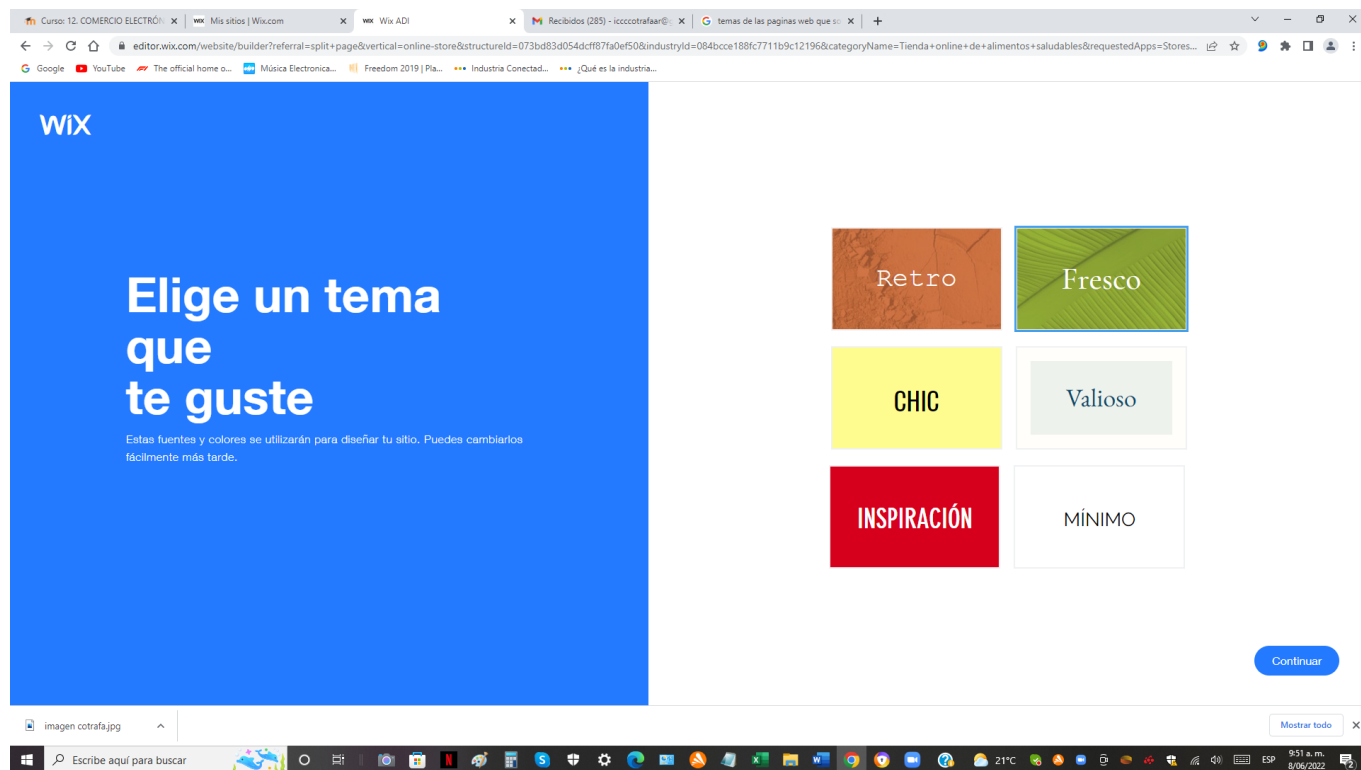 Curso: 12. COMERCIO ELECTRÓN
Mis sitios | Wix.com
Wix ADI
Recibidos (285) - iccccotrafaar@
temas de las paginas web que so
editor.wix.com/website/builder?referral=split+page&vertical=online-store&structureId=073bd83d054dcff87fa0ef50&industryId=084bcce188fc7711b9c12196&categoryName=Tienda+online+de+alimentos+saludables&requestedApps=Stores...
Google YouTube The official home o... Música Electronica... Freedom 2019 | Pla... Industria Conectad... ¿Qué es la industria...
WiX
Elige un tema
que
te guste
Estas fuentes y colores se utilizarán para diseñar tu sitio. Puedes cambiarlos
fácilmente más tarde.
Retro
Fresco
CHIC
Valioso
INSPIRACIÓN
MÍNIMO
Continuar
imagen cotrafa.jpg
Mostrar todo
Escribe aquí para buscar
21°C
ESP
9:51 a. m.
8/06/2022